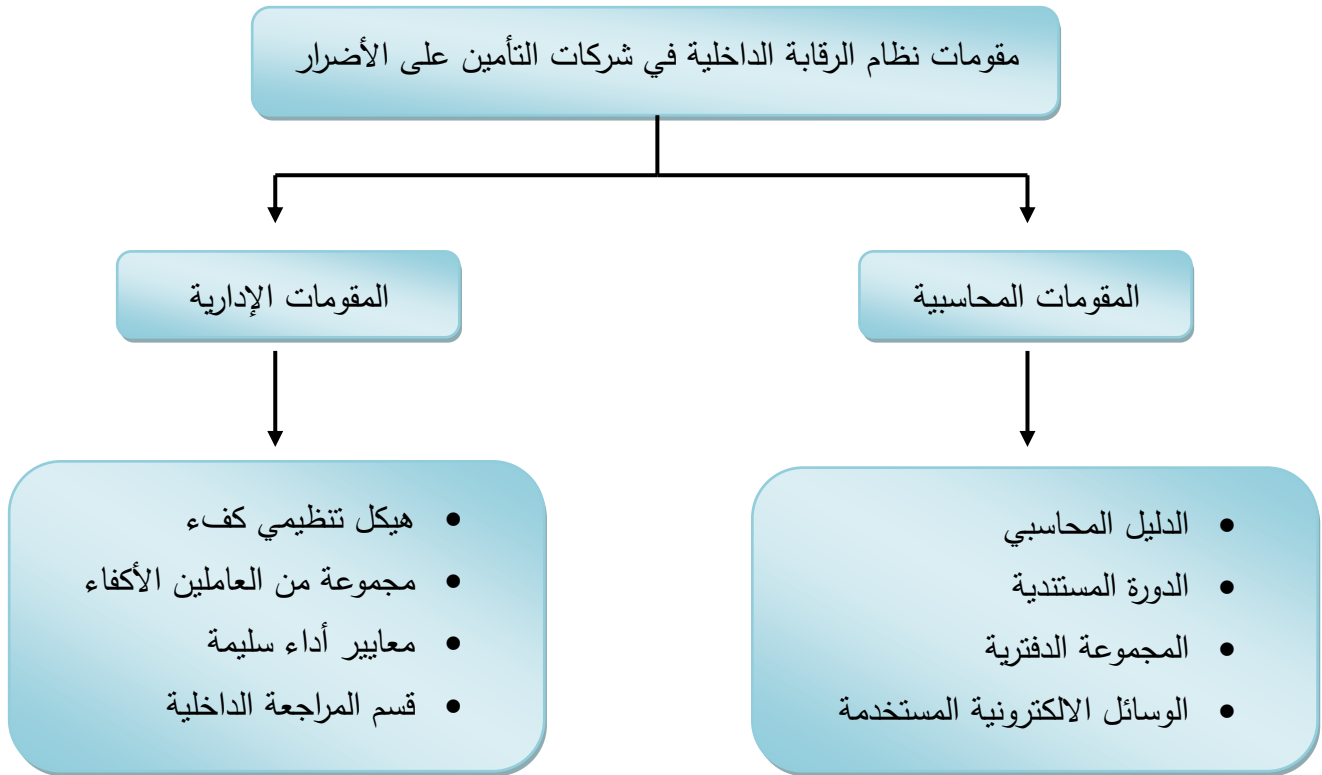 مقومات نظام الرقابة الداخلية في شركات التأمين على الأضرار
المقومات المحاسبية
المقومات الإدارية
• الدليل المحاسبي
• الدورة المستندية
• المجموعة الدفترية
• الوسائل الالكترونية المستخدمة
• هيكل تنظيمي كفء
• مجموعة من العاملين الأكفاء
• معايير أداء سليمة
• قسم المراجعة الداخلية